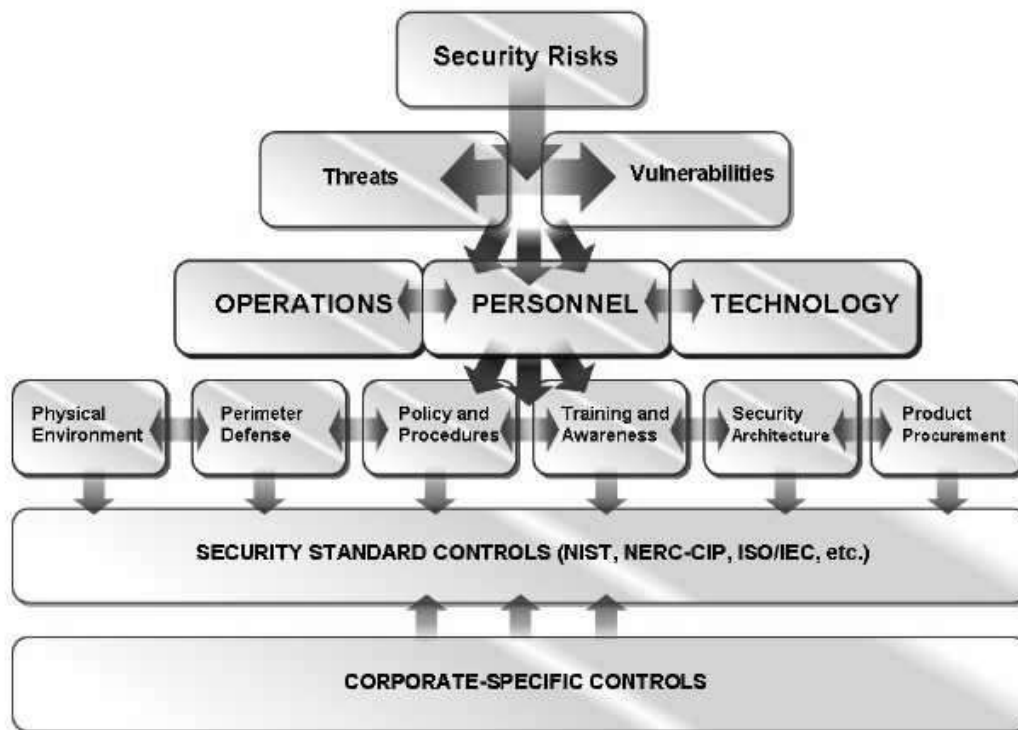 Security Risks
Threats
Vulnerabilities
OPERATIONS
PERSONNEL
TECHNOLOGY
Physical
Environment
Perimeter
Defense
Policy and
Procedures
Training and
Awareness
Security
Architecture
Product
Procurement
SECURITY STANDARD CONTROLS (NIST, NERC-CIP, ISO/IEC, etc.)
CORPORATE-SPECIFIC CONTROLS